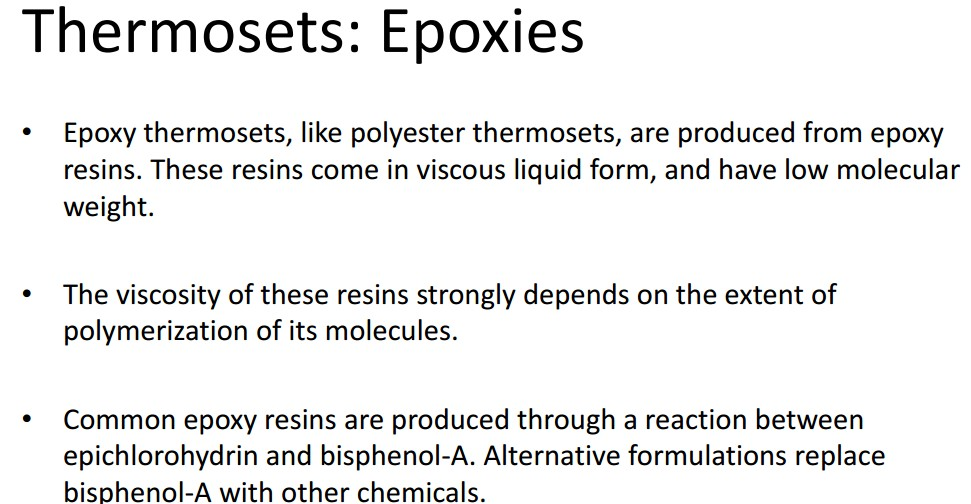 Thermosets: Epoxies
• Epoxy thermosets, like polyester thermosets, are produced from epoxy
resins. These resins come in viscous liquid form, and have low molecular
weight.
• The viscosity of these resins strongly depends on the extent of
polymerization of its molecules.
• Common epoxy resins are produced through a reaction between
epichlorohydrin and bisphenol-A. Alternative formulations replace
bisphenol-A with other chemicals.